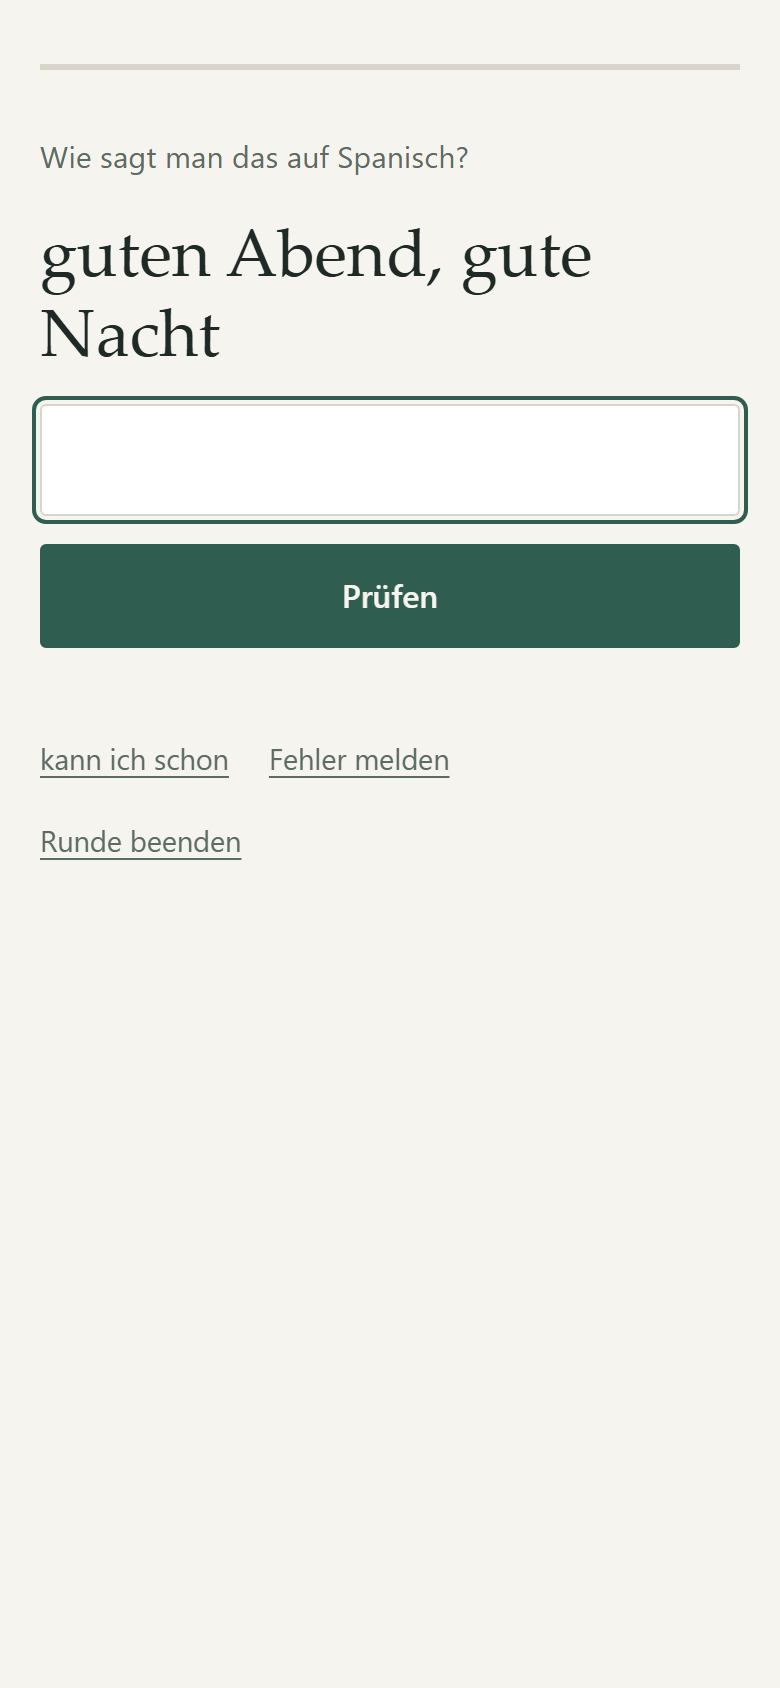 Wie sagt man das auf Spanisch?
guten Abend, gute
Nacht
Prüfen
kann ich schon Fehler melden
Runde beenden